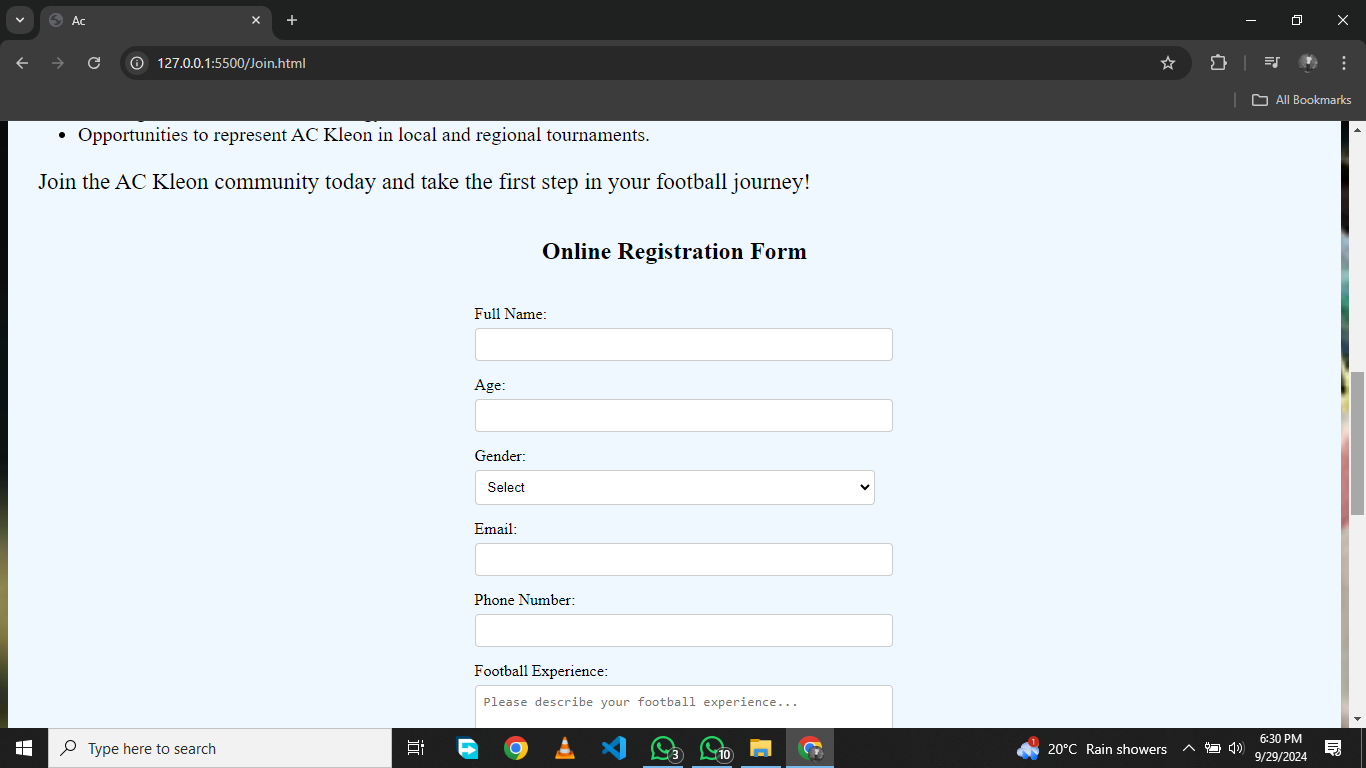 Ac
127.0.0.1:5500/Join.html
All Bookmarks
Opportunities to represent AC Kleon in local and regional tournaments.
Join the AC Kleon community today and take the first step in your football journey!
Online Registration Form
Full Name:
Age:
Gender:
Select
Email:
Phone Number:
Football Experience:
Please describe your football experience...
Type here to search
3
10
1
20°C Rain showers
6:30 PM
9/29/2024